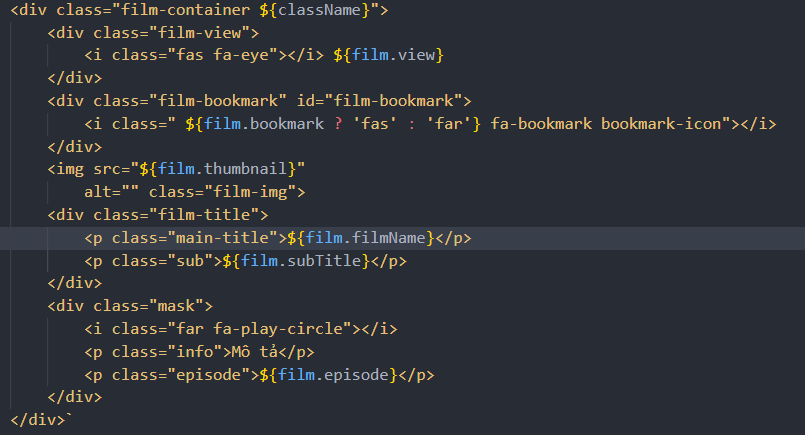 <div class="film-container ${className}">
    <div class="film-view">
        <i class="fas fa-eye"></i> ${film.view}
    </div>
    <div class="film-bookmark" id="film-bookmark">
        <i class=" ${film.bookmark ? 'fas' : 'far'} fa-bookmark bookmark-icon"></i>
    </div>
    <img src="${film.thumbnail}"
        alt="" class="film-img">
    <div class="film-title">
        <p class="main-title">${film.filmName}</p>
        <p class="sub">${film.subTitle}</p>
    </div>
    <div class="mask">
        <i class="far fa-play-circle"></i>
        <p class="info">Mô tả</p>
        <p class="episode">${film.episode}</p>
    </div>
</div>`